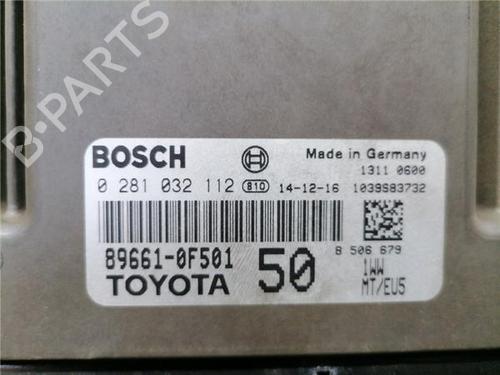 B-PARTS
BOSCH Made in Germany
1311 0600
0 281 032 112 810 14-12-16 1039S83732
89661-0F501 50 8 506 679
TOYOTA 1WW
MT/EU5